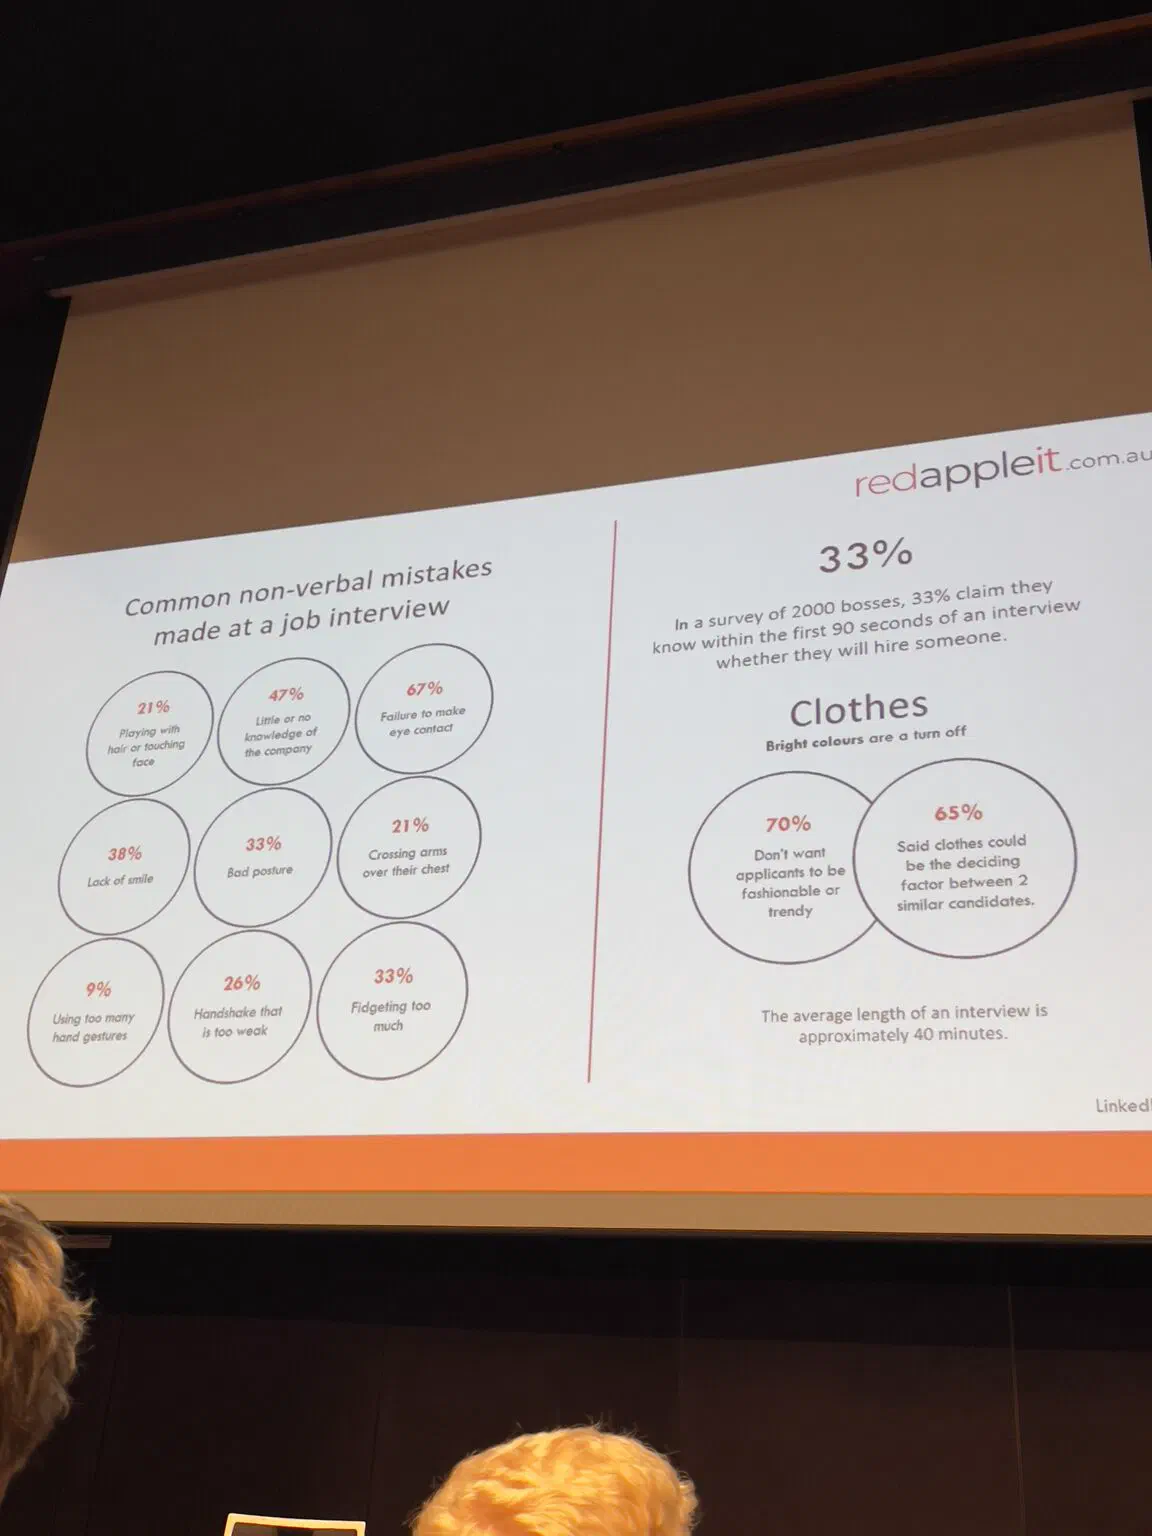 redappleit.com.au
Common non-verbal mistakes
made at a job interview
21%
Playing with
hair or touching
face
47%
Little or no
knowledge of
the company
67%
Failure to make
eye contact
38%
Lack of smile
33%
Bad posture
21%
Crossing arms
over their chest
9%
Using too many
hand gestures
26%
Handshake that
is too weak
33%
Fidgeting too
much
33%
In a survey of 2000 bosses, 33% claim they
know within the first 90 seconds of an interview
whether they will hire someone.
Clothes
Bright colours are a turn off
70%
Don't want
applicants to be
fashionable or
trendy
65%
Said clothes could
be the deciding
factor between 2
similar candidates.
The average length of an interview is
approximately 40 minutes.